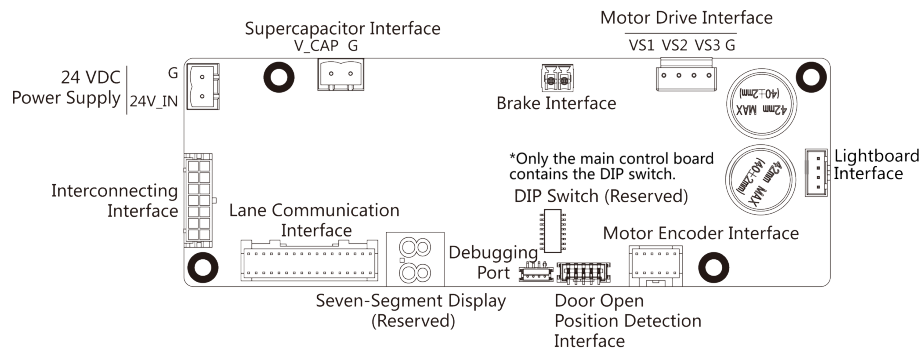 Supercapacitor Interface
V_CAP G
Motor Drive Interface
VS1 VS2 VS3 G
24 VDC
Power Supply
G
24V_IN
Brake Interface
42mm MAX
(40±2mm)
*Only the main control board
contains the DIP switch.
DIP Switch (Reserved)
42mm MAX
(40±2mm)
Lightboard
Interface
Interconnecting
Interface
Lane Communication
Interface
Debugging
Port
Motor Encoder Interface
Seven-Segment Display
(Reserved)
Door Open
Position Detection
Interface